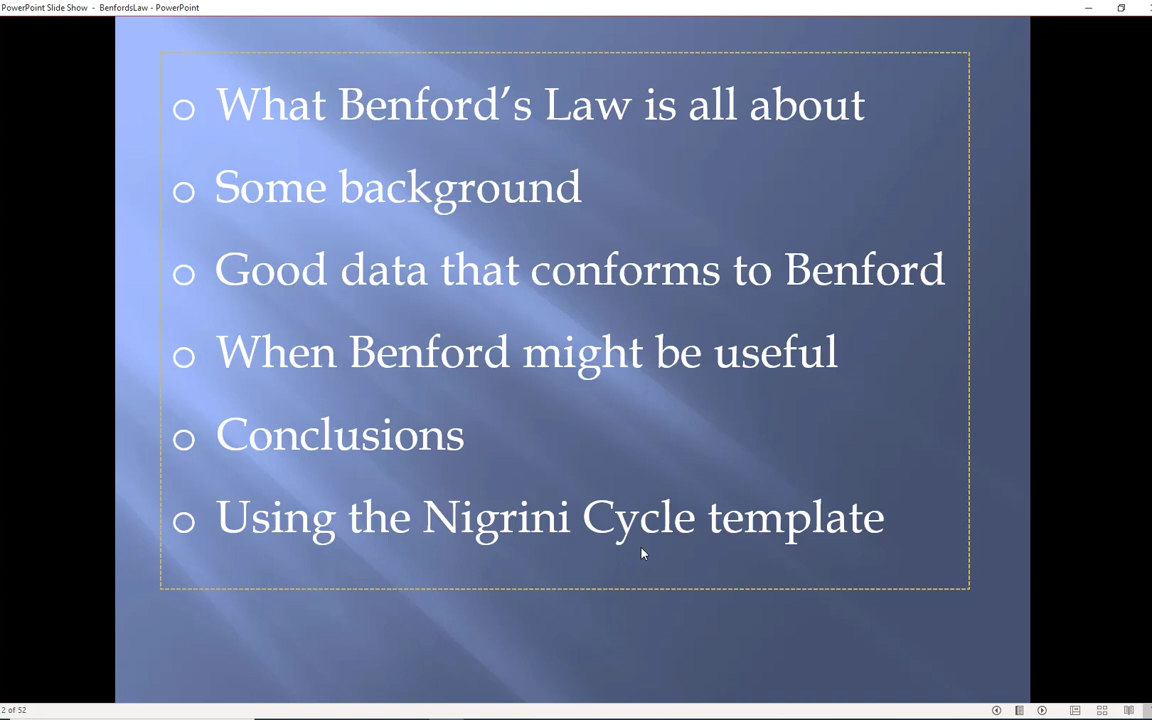 PowerPoint Slide Show - BenfordsLaw - PowerPoint
What Benford’s Law is all about
Some background
Good data that conforms to Benford
When Benford might be useful
Conclusions
Using the Nigrini Cycle template
2 of 52